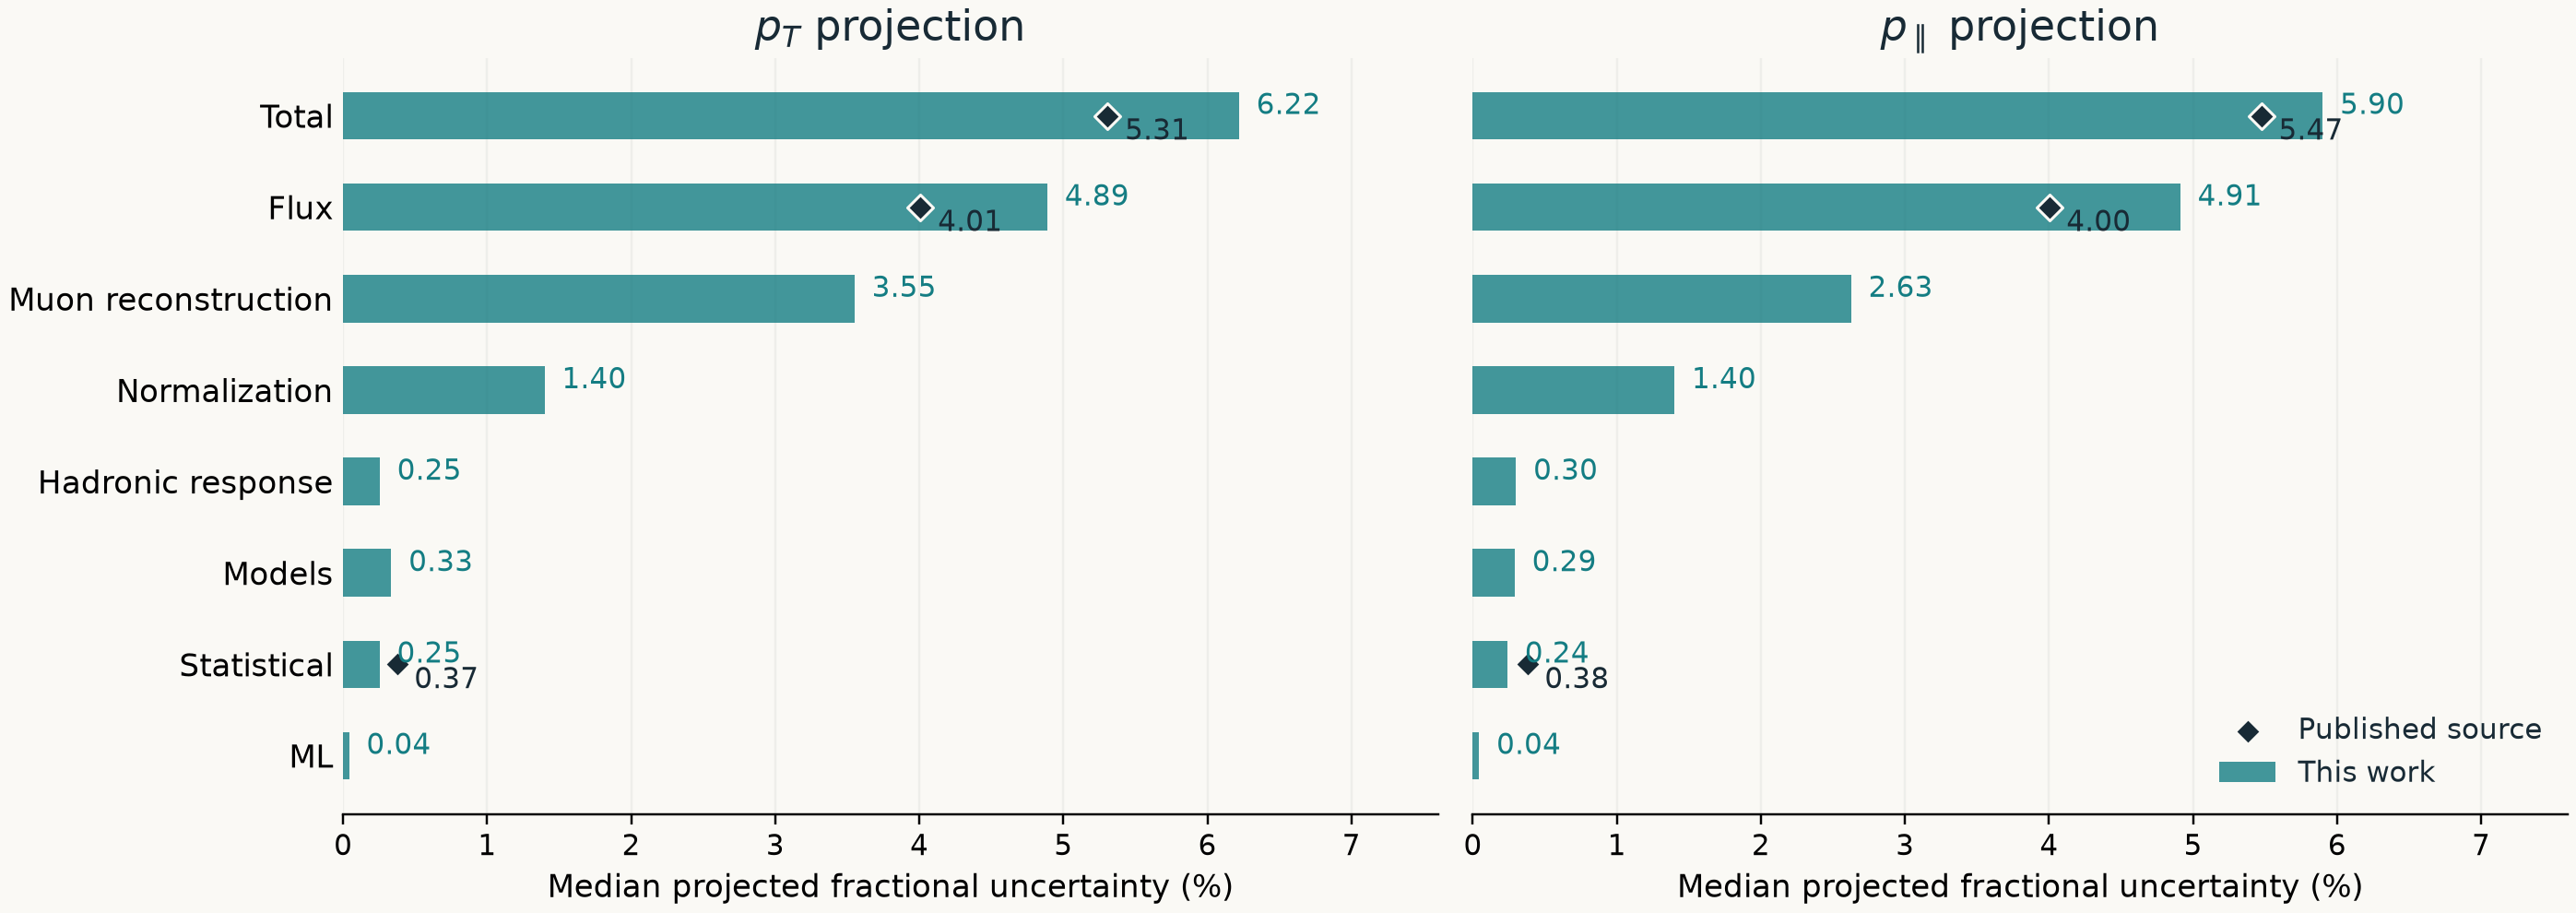 p_T projection
Total 6.22 5.31
Flux 4.89 4.01
Muon reconstruction 3.55
Normalization 1.40
Hadronic response 0.25
Models 0.33
Statistical 0.25 0.37
ML 0.04
0 1 2 3 4 5 6 7
Median projected fractional uncertainty (%)
p_∥ projection
5.90 5.47
4.91 4.00
2.63
1.40
0.30
0.29
0.24 0.38
0.04
Published source
This work
0 1 2 3 4 5 6 7
Median projected fractional uncertainty (%)